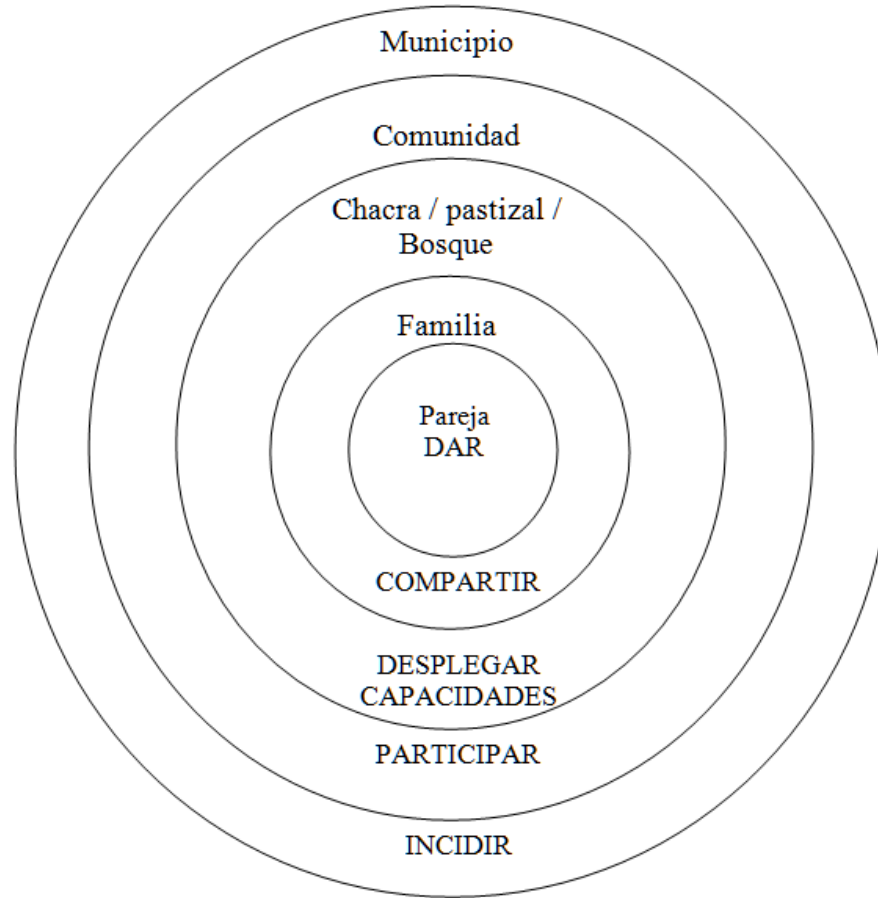 Municipio
Comunidad
Chacra / pastizal /
Bosque
Familia
Pareja
DAR
COMPARTIR
DESPLEGAR
CAPACIDADES
PARTICIPAR
INCIDIR